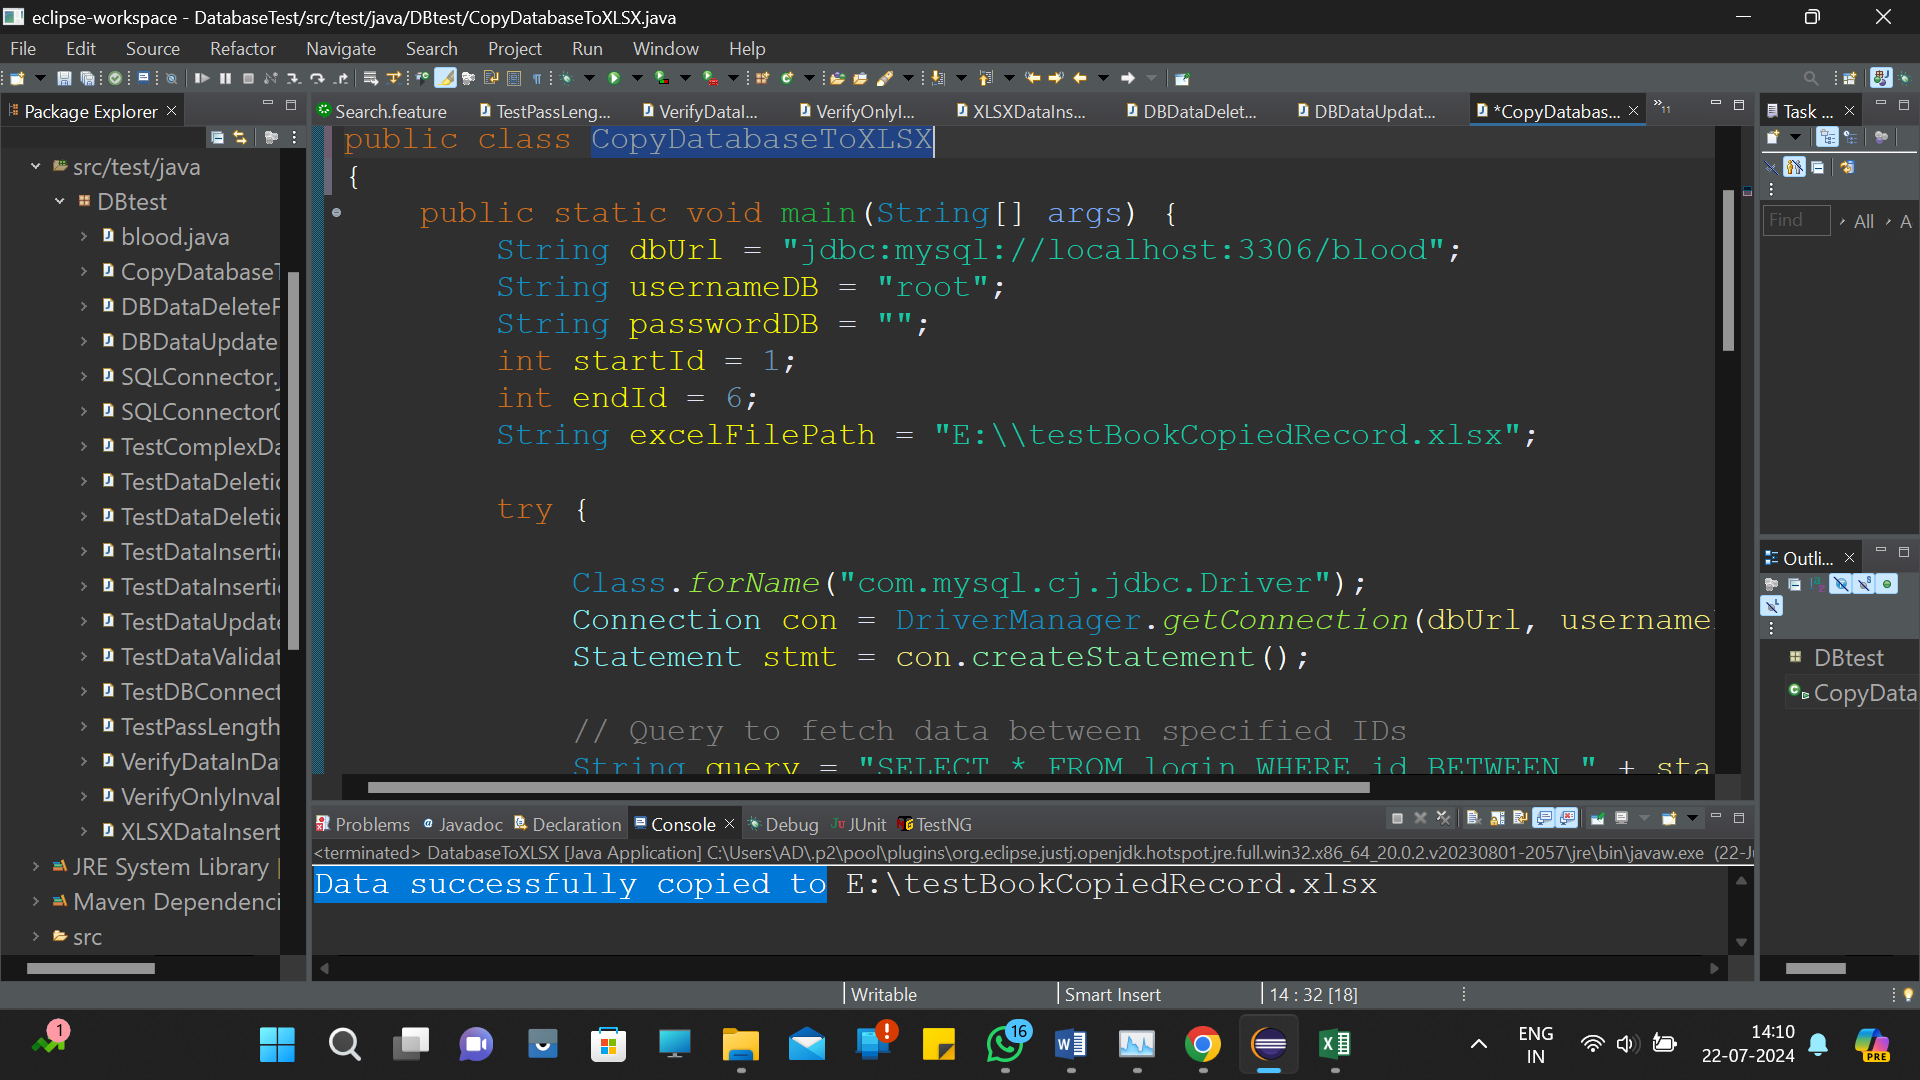 eclipse-workspace - DatabaseTest/src/test/java/DBtest/CopyDatabaseToXLSX.java
File Edit Source Refactor Navigate Search Project Run Window Help
Package Explorer
src/test/java
DBtest
blood.java
CopyDatabaseT
DBDataDeleteF
DBDataUpdate
SQLConnector.j
SQLConnector0
TestComplexDa
TestDataDeletic
TestDataDeletic
TestDataInserti
TestDataInserti
TestDataUpdate
TestDataValidat
TestDBConnect
TestPassLength
VerifyDataInDa
VerifyOnlyInval
XLSXDataInsert
JRE System Library [
Maven Dependenci
src
Search.feature TestPassLeng... VerifyDataI... VerifyOnlyI... XLSXDataIns... DBDataDelet... DBDataUpdat... *CopyDatabas... »11
public class CopyDatabaseToXLSX
{
public static void main(String[] args) {
String dbUrl = "jdbc:mysql://localhost:3306/blood";
String usernameDB = "root";
String passwordDB = "";
int startId = 1;
int endId = 6;
String excelFilePath = "E:\\testBookCopiedRecord.xlsx";
try {
Class.forName("com.mysql.cj.jdbc.Driver");
Connection con = DriverManager.getConnection(dbUrl, username
Statement stmt = con.createStatement();
// Query to fetch data between specified IDs
String query = "SELECT * FROM login WHERE id BETWEEN " + sta
Task ...
Find All A
Outli...
DBtest
CopyData
Problems Javadoc Declaration Console Debug JUnit TestNG
<terminated> DatabaseToXLSX [Java Application] C:\Users\AD\.p2\pool\plugins\org.eclipse.justj.openjdk.hotspot.jre.full.win32.x86_64_20.0.2.v20230801-2057\jre\bin\javaw.exe (22-J
Data successfully copied to E:\testBookCopiedRecord.xlsx
Writable Smart Insert 14 : 32 [18]
1
16
ENG
IN
14:10
22-07-2024
PRE